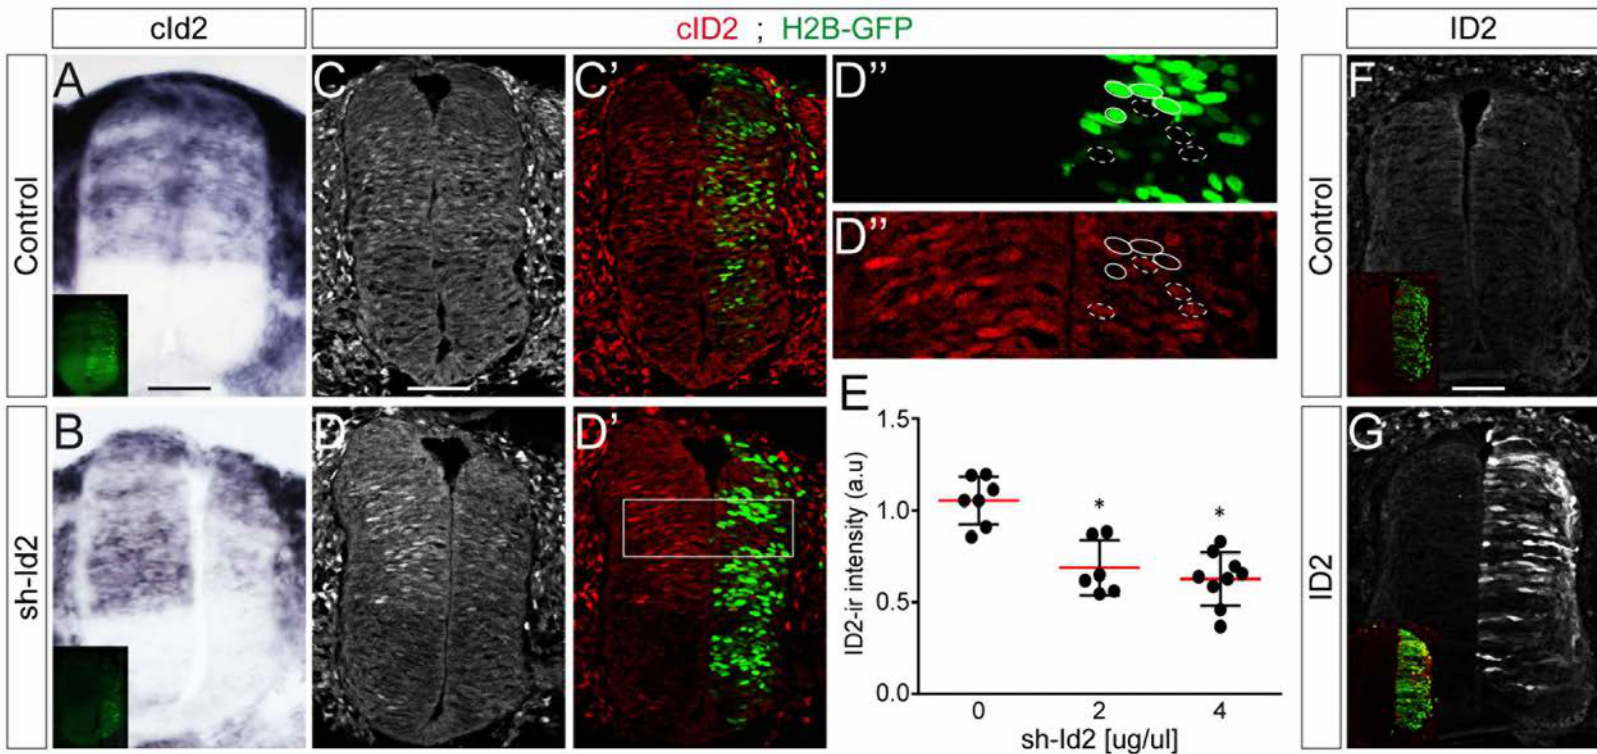 cId2
cID2 ; H2B-GFP
ID2
Control
A
C
C'
D''
D''
Control
F
sh-Id2
B
D
D'
E
ID2-ir intensity (a.u)
1.5
1.0
0.5
0.0
*
*
0
2
4
sh-Id2 [ug/ul]
ID2
G